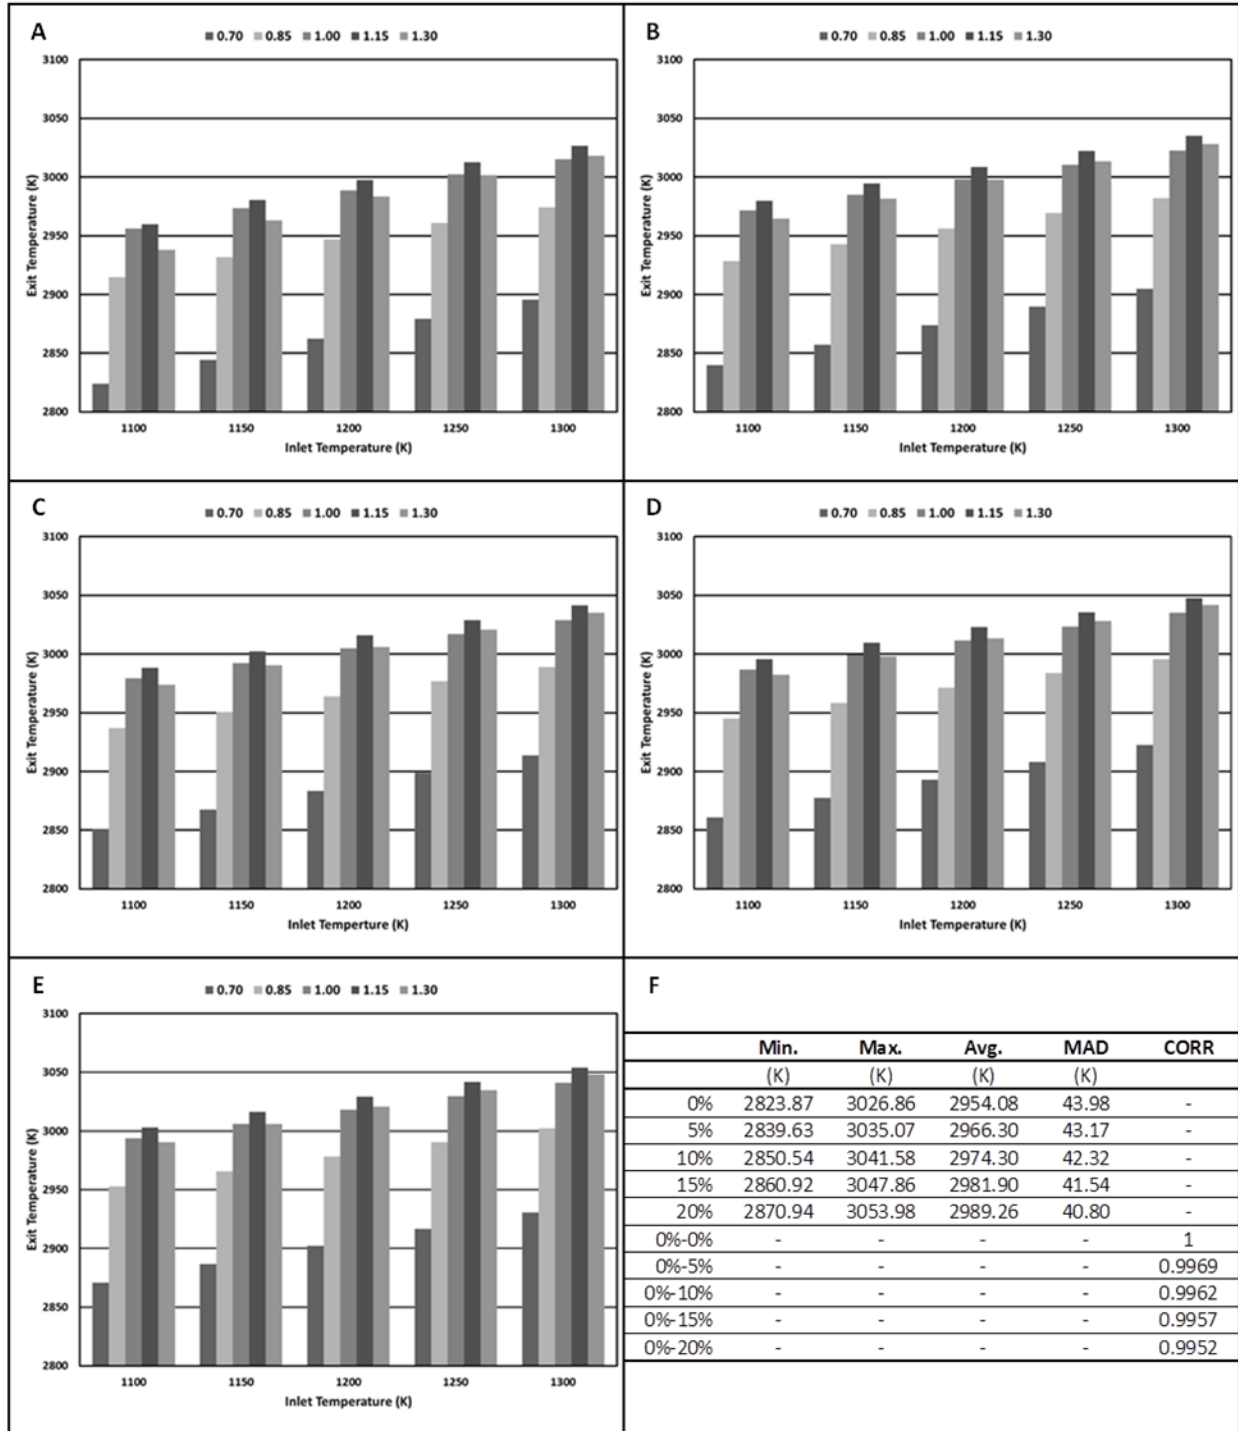 A
■ 0.70 ■ 0.85 ■ 1.00 ■ 1.15 ■ 1.30
3100
3050
3000
2950
2900
2850
2800
Exit Temperature (K)
1100 1150 1200 1250 1300
Inlet Temperature (K)
B
■ 0.70 ■ 0.85 ■ 1.00 ■ 1.15 ■ 1.30
3100
3050
3000
2950
2900
2850
2800
Exit Temperature (K)
1100 1150 1200 1250 1300
Inlet Temperature (K)
C
■ 0.70 ■ 0.85 ■ 1.00 ■ 1.15 ■ 1.30
3100
3050
3000
2950
2900
2850
2800
Exit Temperature (K)
1100 1150 1200 1250 1300
Inlet Temperture (K)
D
■ 0.70 ■ 0.85 ■ 1.00 ■ 1.15 ■ 1.30
3100
3050
3000
2950
2900
2850
2800
Exit Temperature (K)
1100 1150 1200 1250 1300
Inlet Temperature (K)
E
■ 0.70 ■ 0.85 ■ 1.00 ■ 1.15 ■ 1.30
3100
3050
3000
2950
2900
2850
2800
Exit Temperature (K)
1100 1150 1200 1250 1300
Inlet Temperature (K)
F
Min. Max. Avg. MAD CORR
(K) (K) (K) (K)
0% 2823.87 3026.86 2954.08 43.98 -
5% 2839.63 3035.07 2966.30 43.17 -
10% 2850.54 3041.58 2974.30 42.32 -
15% 2860.92 3047.86 2981.90 41.54 -
20% 2870.94 3053.98 2989.26 40.80 -
0%-0% - - - - 1
0%-5% - - - - 0.9969
0%-10% - - - - 0.9962
0%-15% - - - - 0.9957
0%-20% - - - - 0.9952